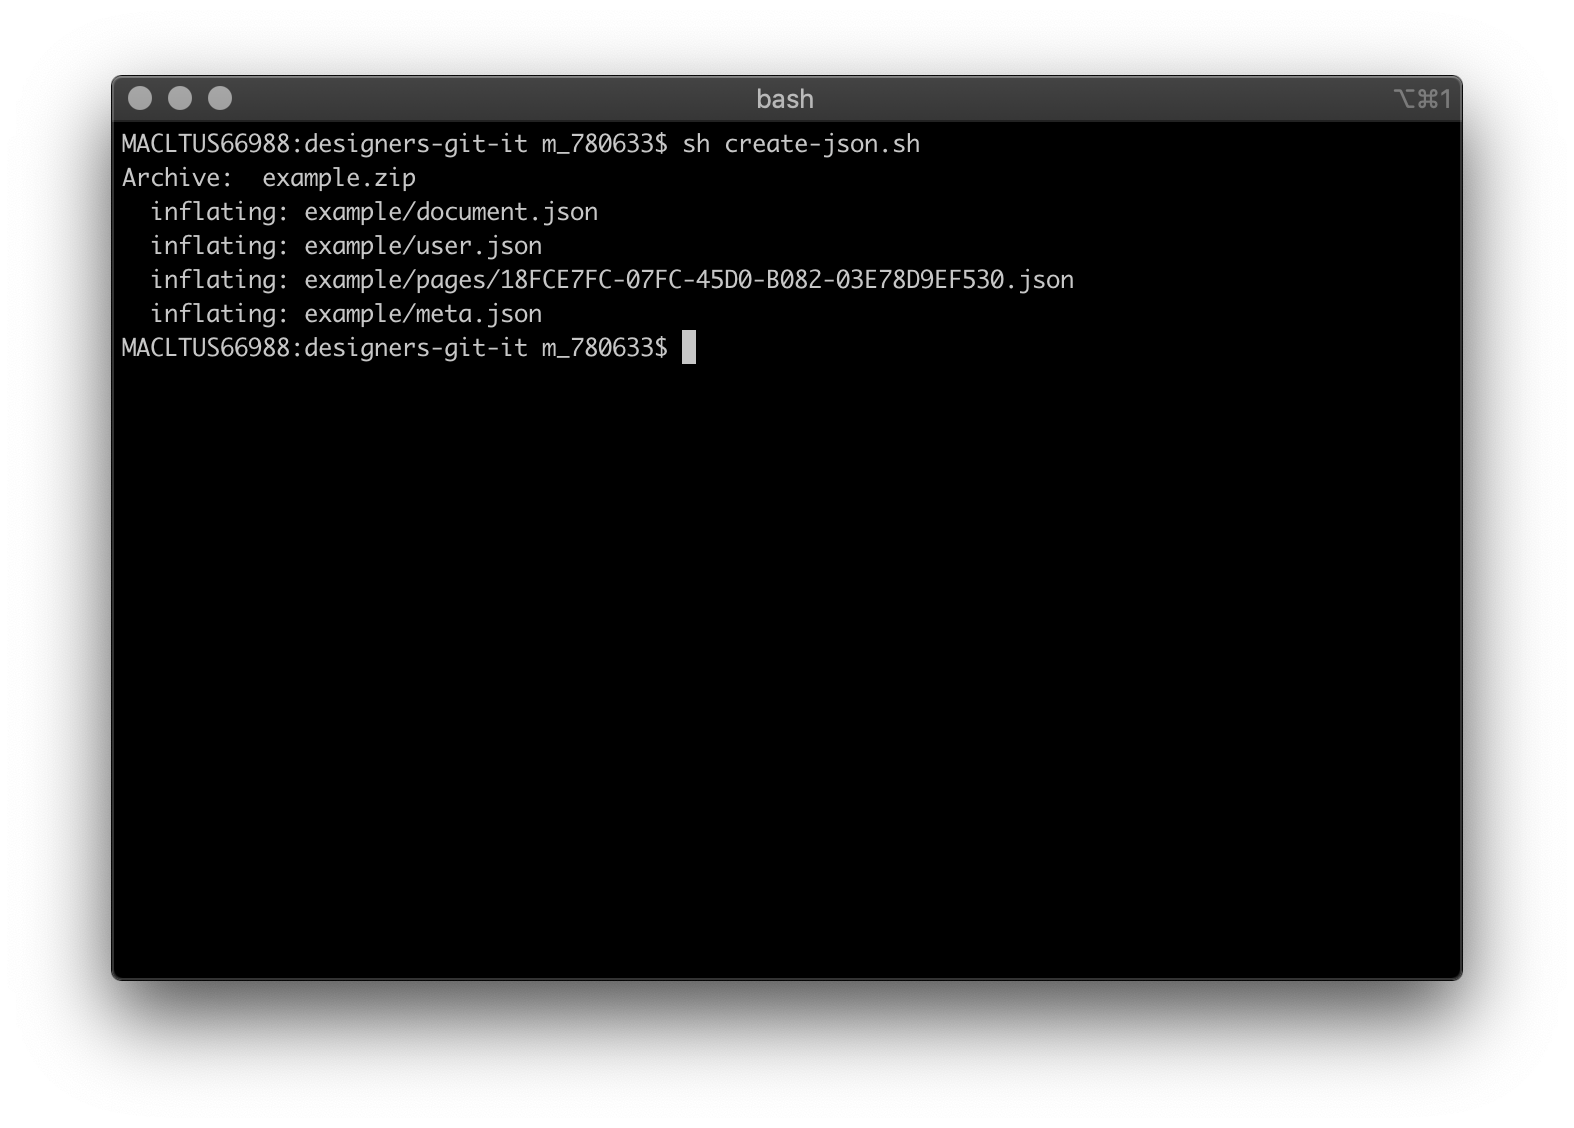 bash
⌥⌘1
MACLTUS66988:designers-git-it m_780633$ sh create-json.sh
Archive:  example.zip
  inflating: example/document.json
  inflating: example/user.json
  inflating: example/pages/18FCE7FC-07FC-45D0-B082-03E78D9EF530.json
  inflating: example/meta.json
MACLTUS66988:designers-git-it m_780633$